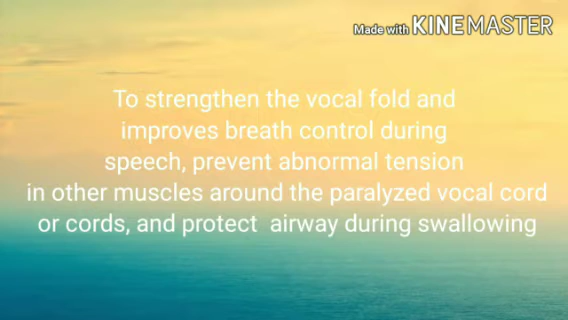 Made with KINEMASTER
To strengthen the vocal fold and
improves breath control during
speech, prevent abnormal tension
in other muscles around the paralyzed vocal cord
or cords, and protect airway during swallowing